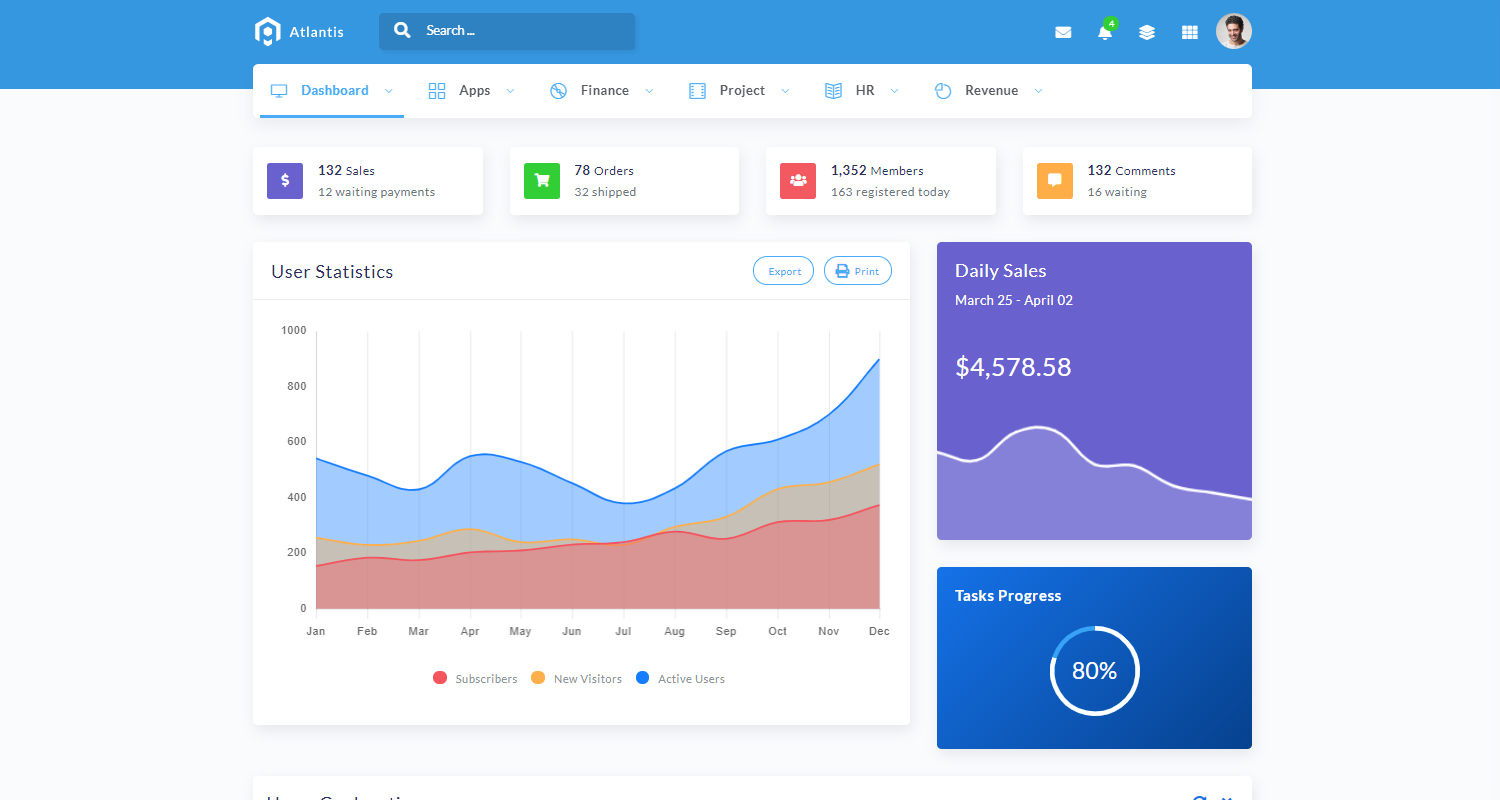 Atlantis
Search ...
4
Dashboard
Apps
Finance
Project
HR
Revenue
132 Sales
12 waiting payments
78 Orders
32 shipped
1,352 Members
163 registered today
132 Comments
16 waiting
User Statistics
Export
Print
1000
800
600
400
200
0
Jan Feb Mar Apr May Jun Jul Aug Sep Oct Nov Dec
Subscribers New Visitors Active Users
Daily Sales
March 25 - April 02
$4,578.58
Tasks Progress
80%